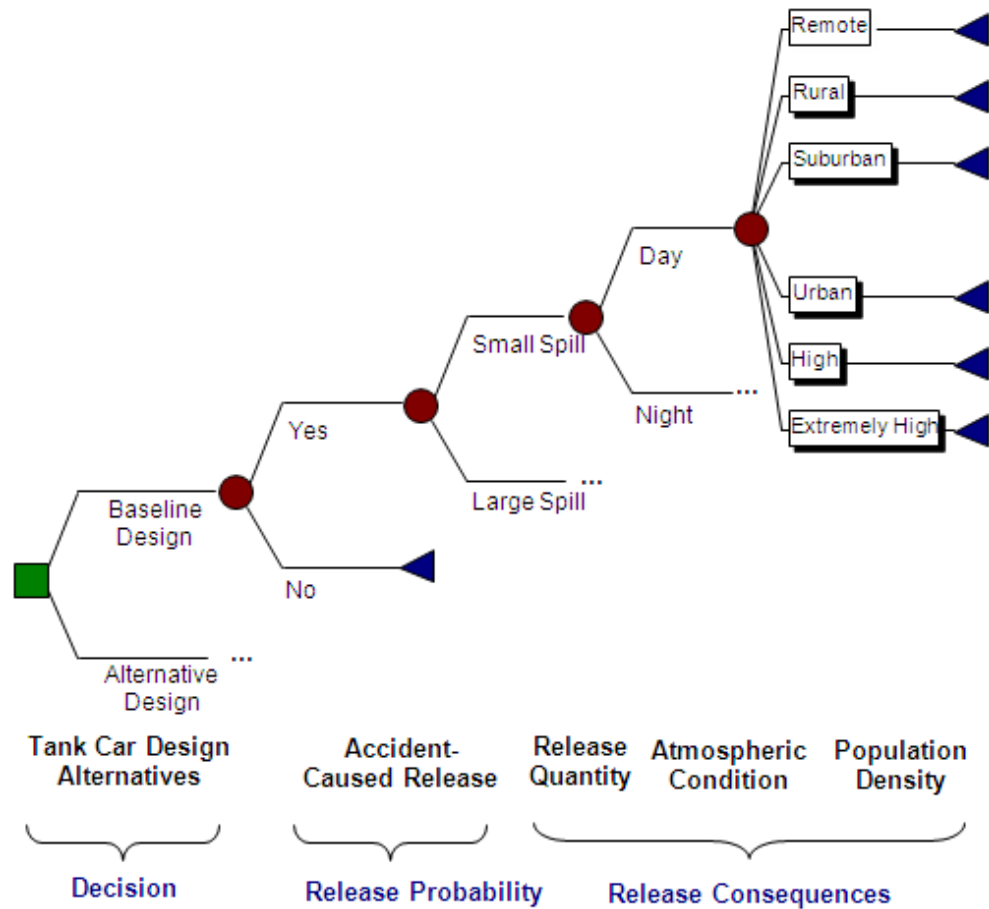 Remote
Rural
Suburban
Day
Urban
Small Spill
High
Night
...
Extremely High
Yes
Large Spill
...
Baseline
Design
No
...
Alternative
Design
Tank Car Design
Alternatives
Accident-
Caused Release
Release
Quantity
Atmospheric
Condition
Population
Density
Decision
Release Probability
Release Consequences